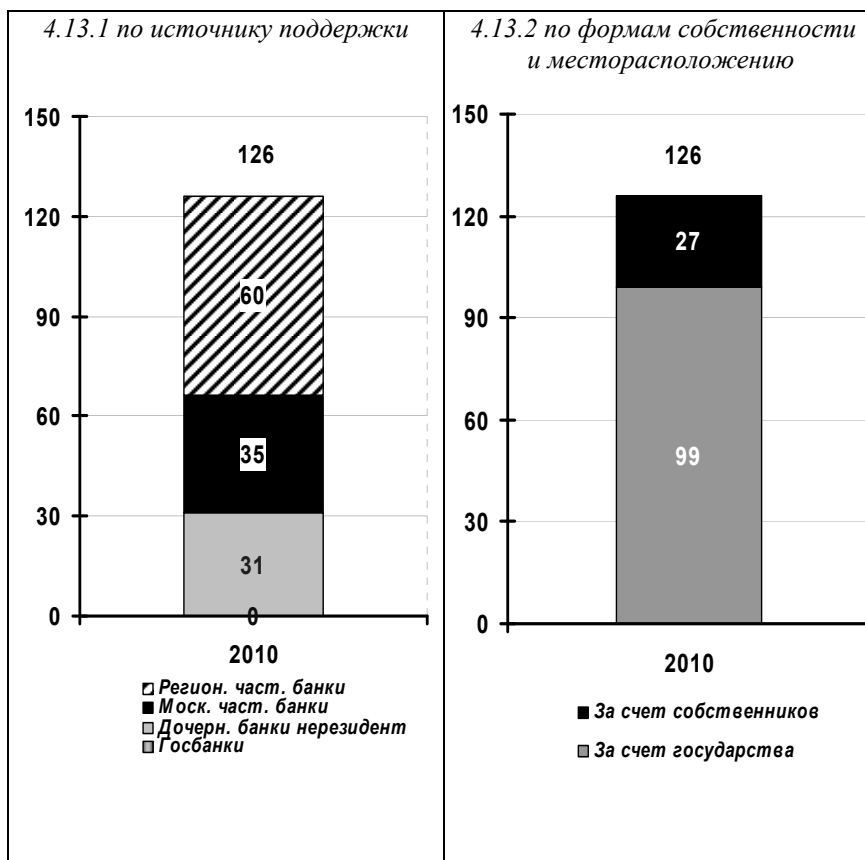 4.13.1 по источнику поддержки
150
126
120
90
60
60
35
30
31
0
0
2010
Регион. част. банки
Моск. част. банки
Дочерн. банки нерезидент
Госбанки
4.13.2 по формам собственности
и месторасположению
150
126
120
27
90
99
60
30
0
2010
За счет собственников
За счет государства